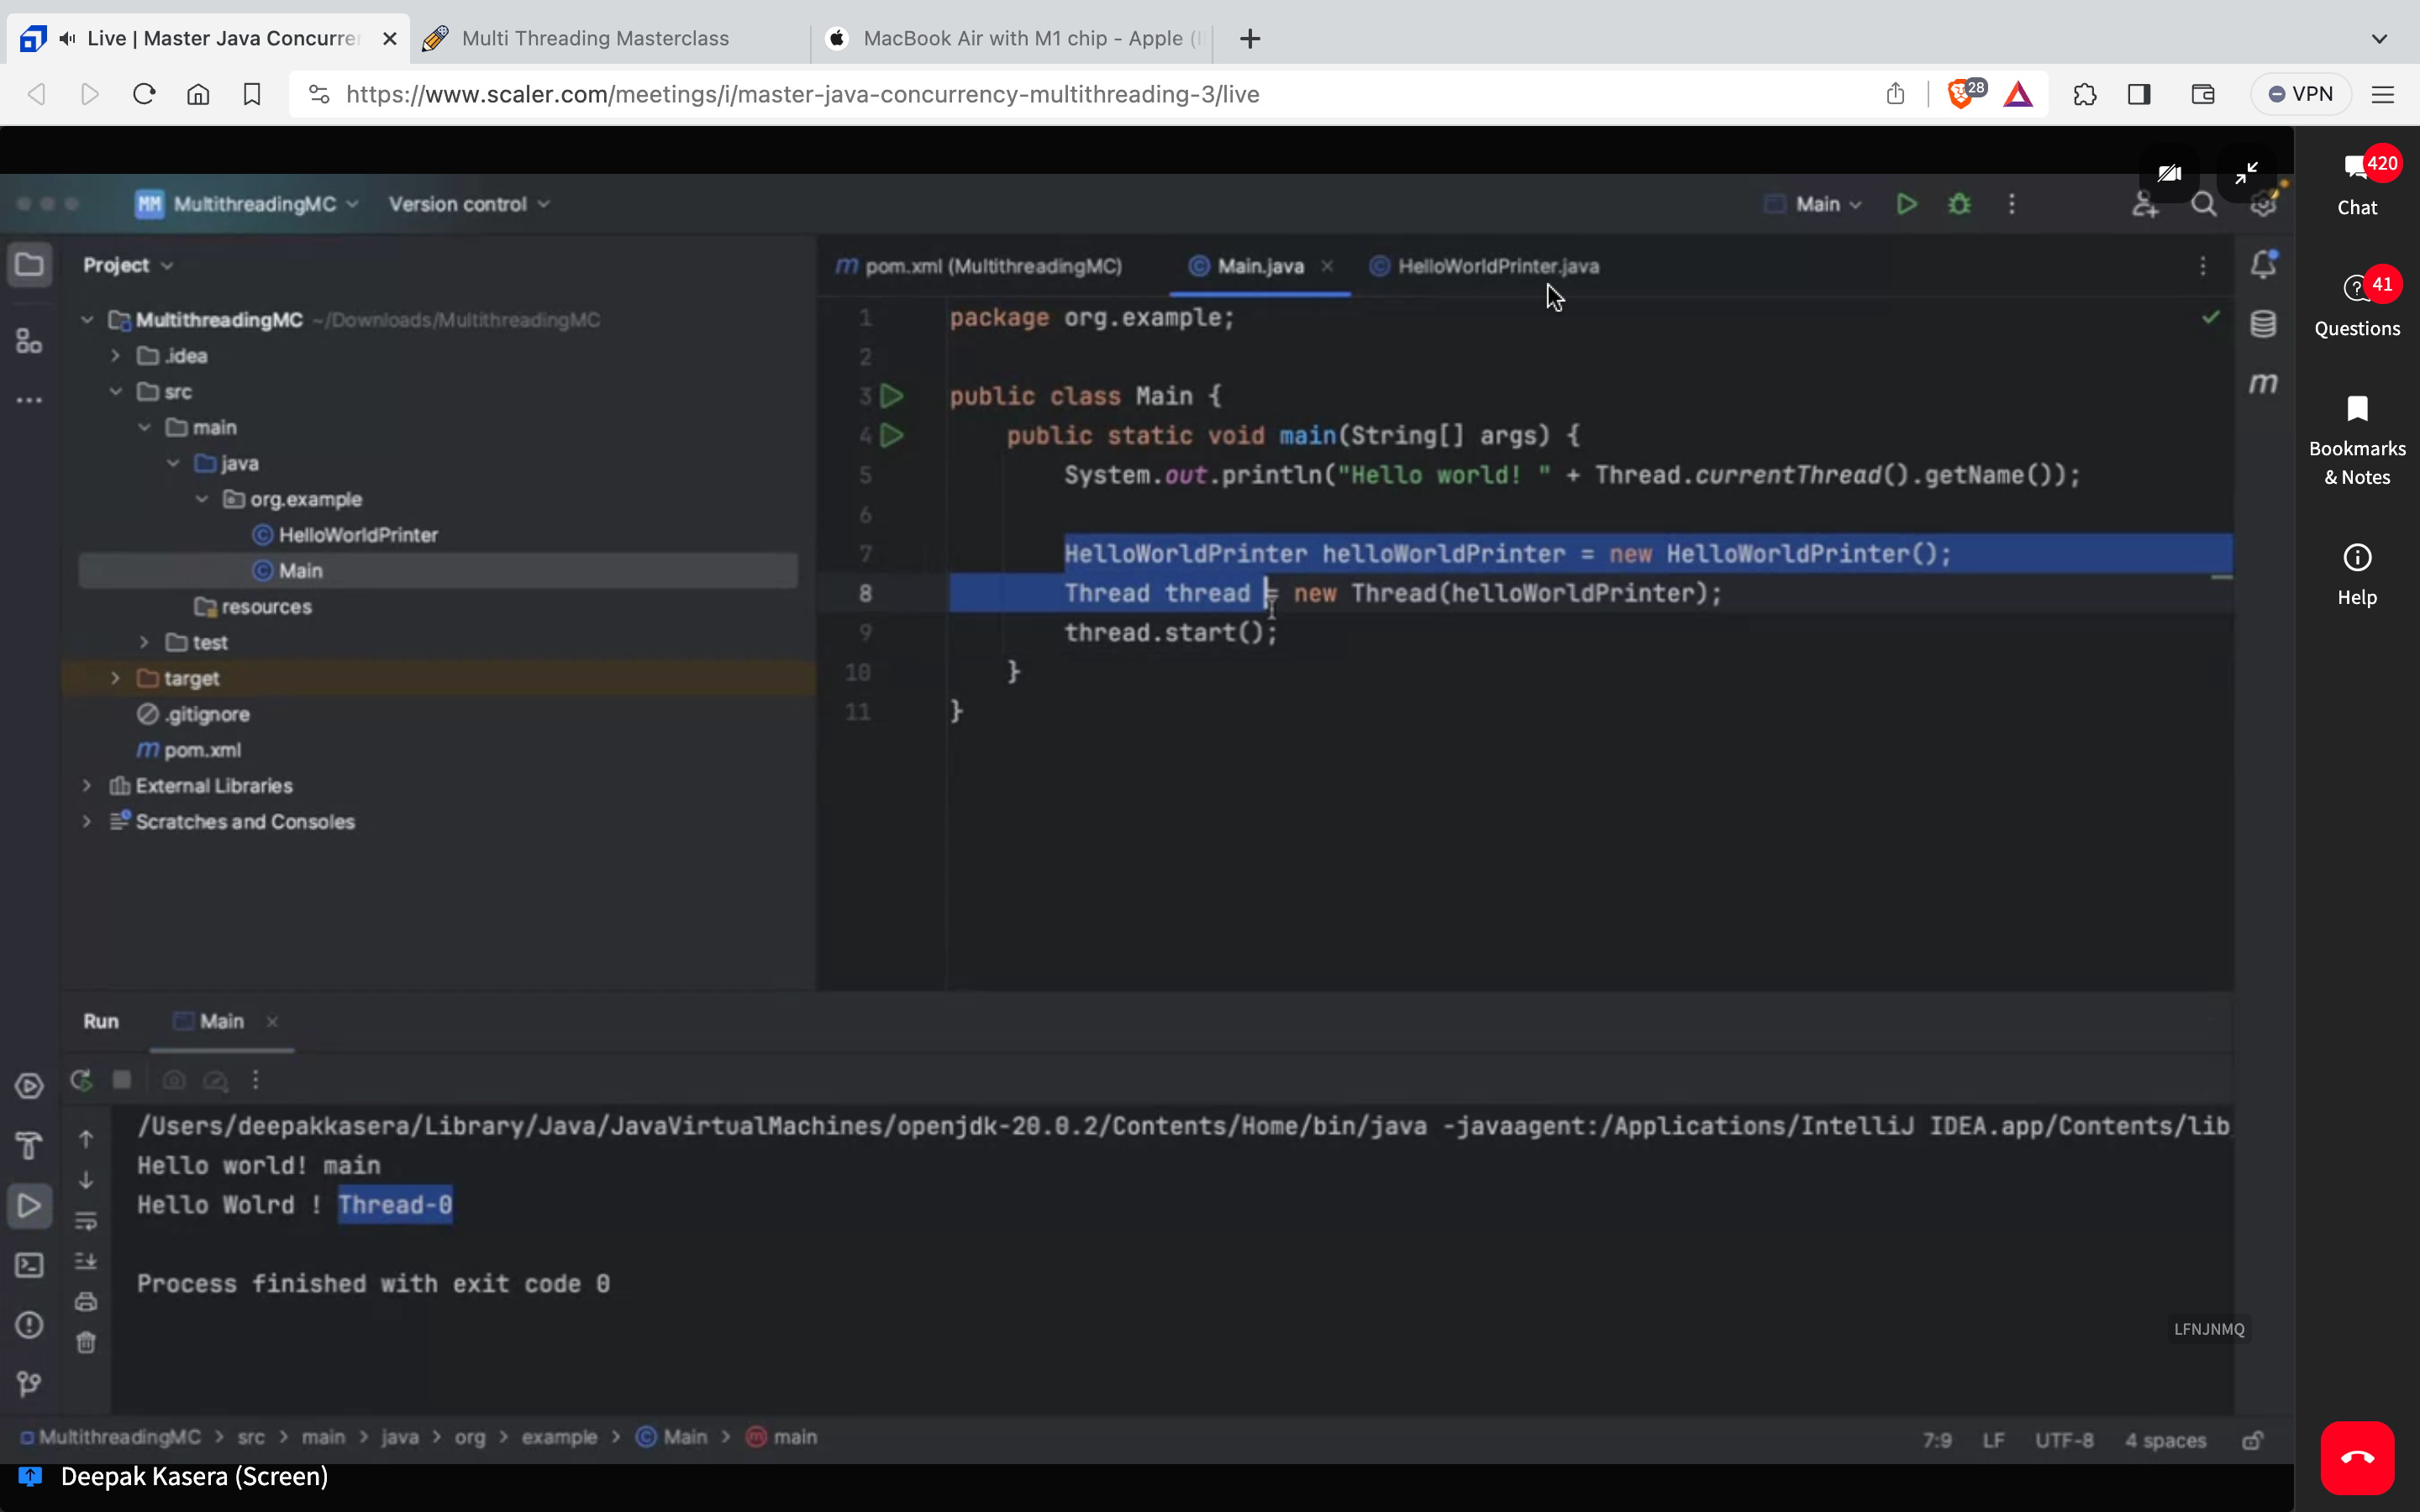 Live | Master Java Concurre
Multi Threading Masterclass
MacBook Air with M1 chip - Apple (I
https://www.scaler.com/meetings/i/master-java-concurrency-multithreading-3/live
28
VPN
MM MultithreadingMC
Version control
Main
420
Chat
41
Questions
Bookmarks
& Notes
Help
Project
MultithreadingMC ~/Downloads/MultithreadingMC
.idea
src
main
java
org.example
HelloWorldPrinter
Main
resources
test
target
.gitignore
pom.xml
External Libraries
Scratches and Consoles
m pom.xml (MultithreadingMC)
Main.java
HelloWorldPrinter.java
m
1 package org.example;
2
3 public class Main {
4 public static void main(String[] args) {
5 System.out.println("Hello world! " + Thread.currentThread().getName());
6
7 HelloWorldPrinter helloWorldPrinter = new HelloWorldPrinter();
8 Thread thread = new Thread(helloWorldPrinter);
9 thread.start();
10 }
11 }
Run
Main
/Users/deepakkasera/Library/Java/JavaVirtualMachines/openjdk-20.0.2/Contents/Home/bin/java -javaagent:/Applications/IntelliJ IDEA.app/Contents/lib
Hello world! main
Hello Wolrd ! Thread-0
Process finished with exit code 0
LFNJNMQ
MultithreadingMC > src > main > java > org > example > Main > main
7:9 LF UTF-8 4 spaces
Deepak Kasera (Screen)